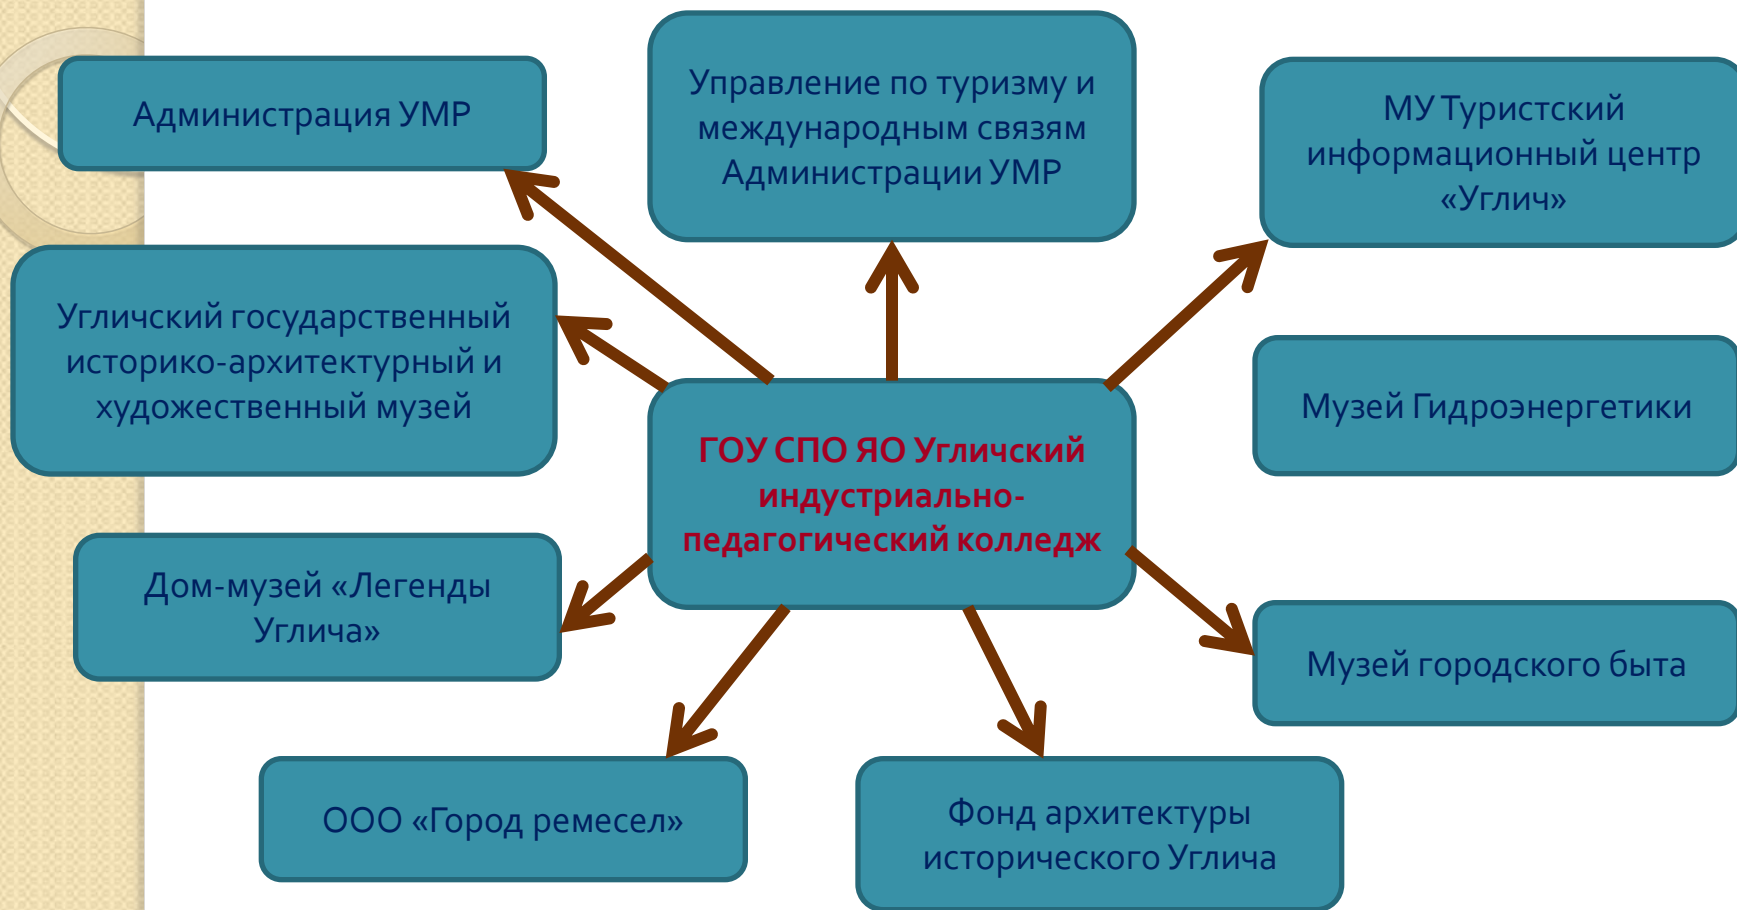 Администрация УМР
Управление по туризму и
международным связям
Администрации УМР
МУ Туристский
информационный центр
«Углич»
Угличский государственный
историко-архитектурный и
художественный музей
Музей Гидроэнергетики
ГОУ СПО ЯО Угличский
индустриально-
педагогический колледж
Дом-музей «Легенды
Углича»
Музей городского быта
ООО «Город ремесел»
Фонд архитектуры
исторического Углича